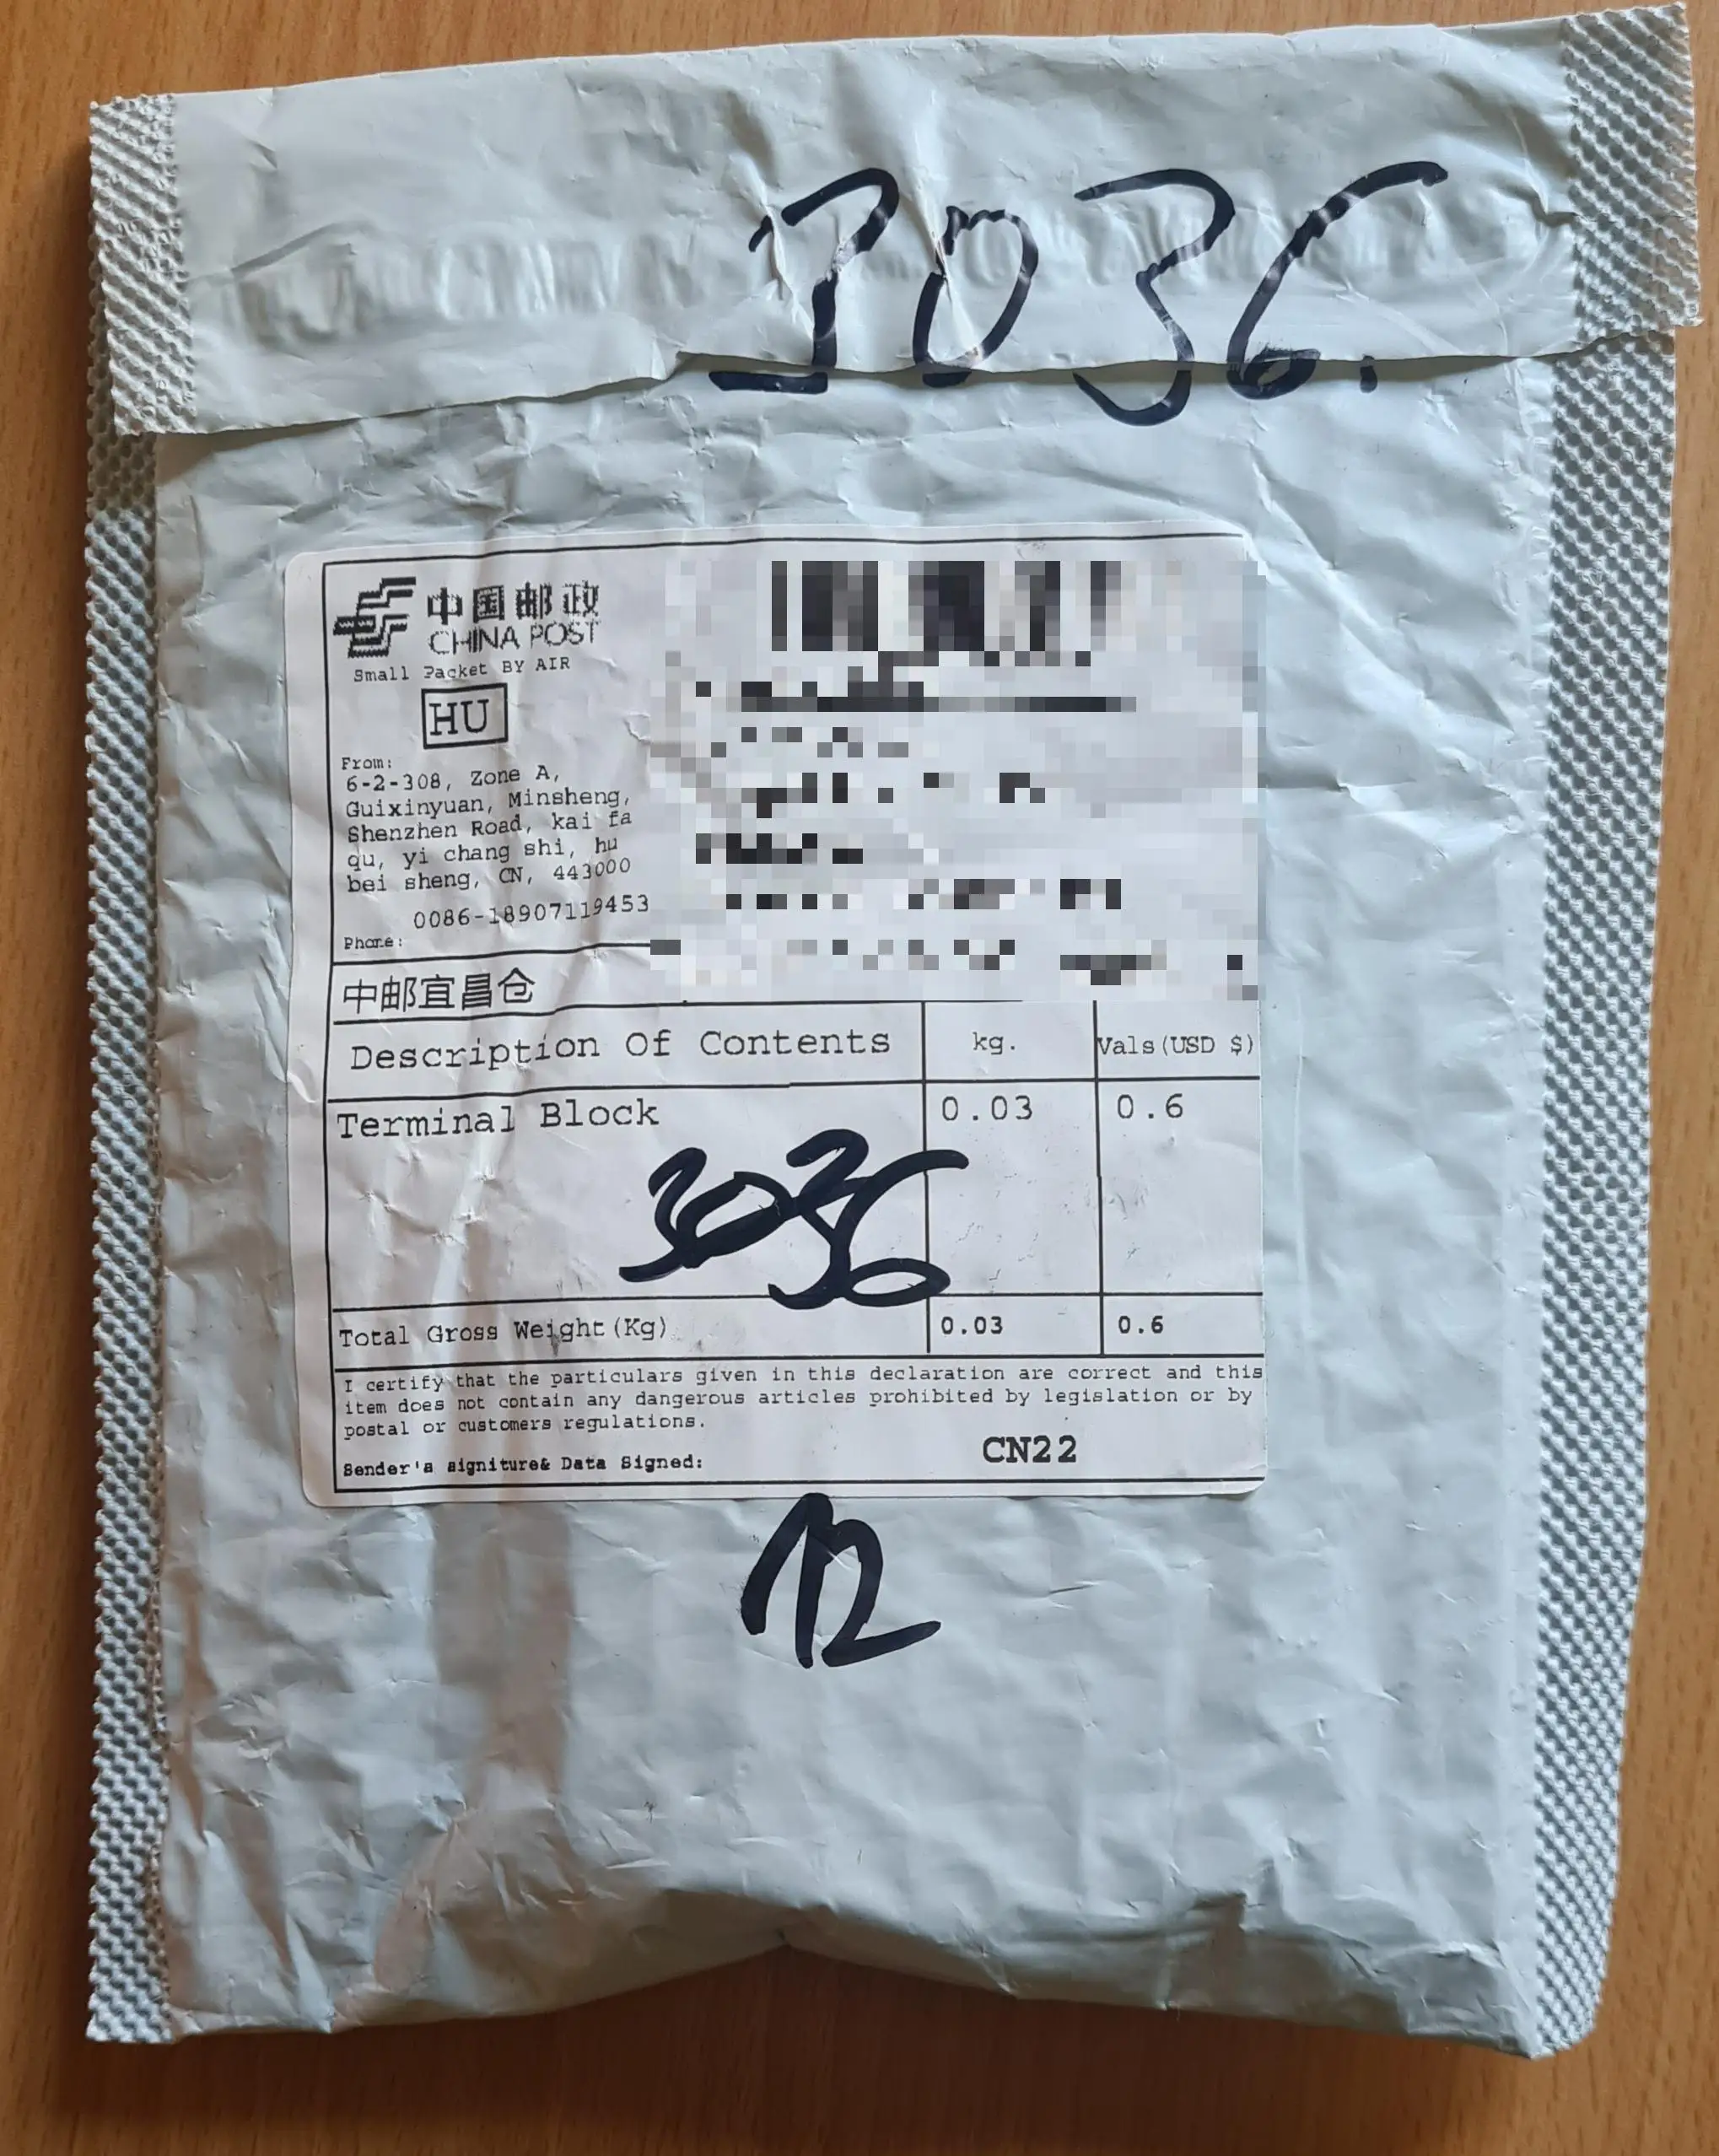 3036.
中国邮政
CHINA POST
Small Packet BY AIR
HU
From:
6-2-308, Zone A,
Guixinyuan, Minsheng,
Shenzhen Road, kai fa
qu, yi chang shi, hu
bei sheng, CN, 443000
0086-18907119453
Phone:
中邮宜昌仓
Description Of Contents kg. Vals(USD $)
Terminal Block 0.03 0.6
3036
Total Gross Weight(Kg) 0.03 0.6
I certify that the particulars given in this declaration are correct and this
item does not contain any dangerous articles prohibited by legislation or by
postal or customers regulations.
CN22
Sender's signiture& Data Signed:
12